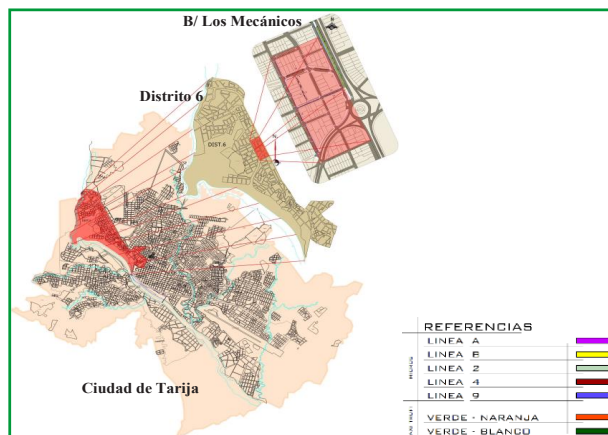 B/ Los Mecánicos
Distrito 6
DIST.6
Ciudad de Tarija
REFERENCIAS
LINEA A
LINEA B
LINEA 2
LINEA 4
LINEA 9
VERDE - NARANJA
VERDE - BLANCO